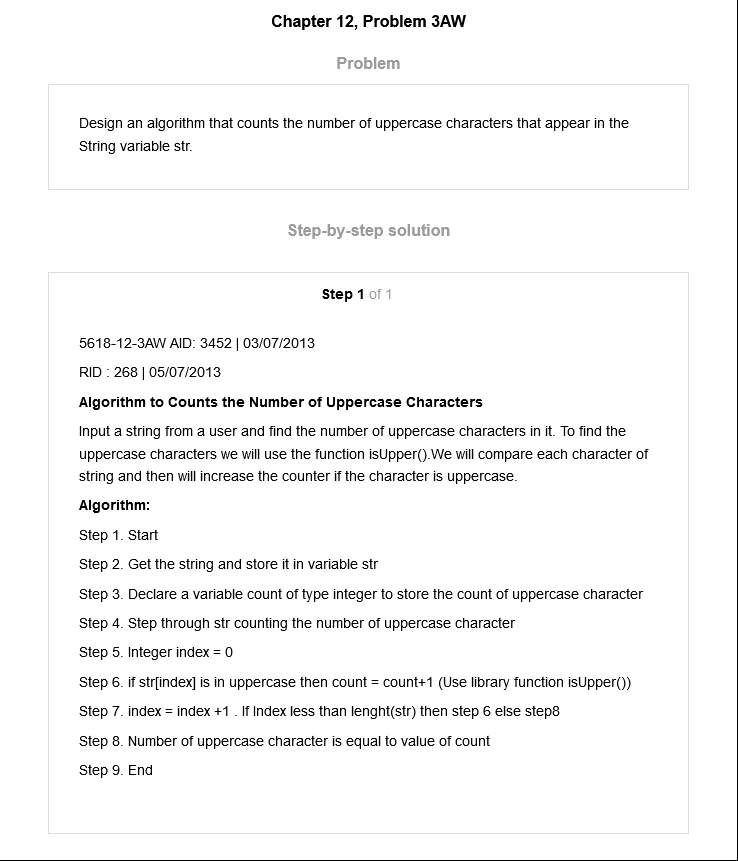 Chapter 12, Problem 3AW
Problem
Design an algorithm that counts the number of uppercase characters that appear in the
String variable str.
Step-by-step solution
Step 1 of 1
5618-12-3AW AID: 3452 | 03/07/2013
RID : 268 | 05/07/2013
Algorithm to Counts the Number of Uppercase Characters
Input a string from a user and find the number of uppercase characters in it. To find the
uppercase characters we will use the function isUpper().We will compare each character of
string and then will increase the counter if the character is uppercase.
Algorithm:
Step 1. Start
Step 2. Get the string and store it in variable str
Step 3. Declare a variable count of type integer to store the count of uppercase character
Step 4. Step through str counting the number of uppercase character
Step 5. Integer index = 0
Step 6. if str[index] is in uppercase then count = count+1 (Use library function isUpper())
Step 7. index = index +1 . If Index less than lenght(str) then step 6 else step8
Step 8. Number of uppercase character is equal to value of count
Step 9. End